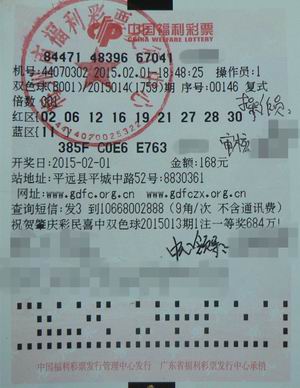 中国福利彩票
CHINA WELFARE LOTTERY
84471 48396 67041
机号:44070302 2015.02.01 18:48:25 操作员:1
双色球(B001)/2015014(1759)期 序号:00146 复式
倍数
红区 02 06 12 16 19 20 21 27 28 30
蓝区 11
385F C0E6 E763
开奖日:2015-02-01 金额:168元
站地址:平远县平城中路52号:8830361
网址:www.gdfc.org.cn www.gdfczx.org.cn
查询短信:发3 到10668002888(9角/次 不含通讯费)
祝贺肇庆彩民喜中双色球2015013期1注一等奖684万!
中国福利彩票发行管理中心发行 广东省福利彩票发行中心承销